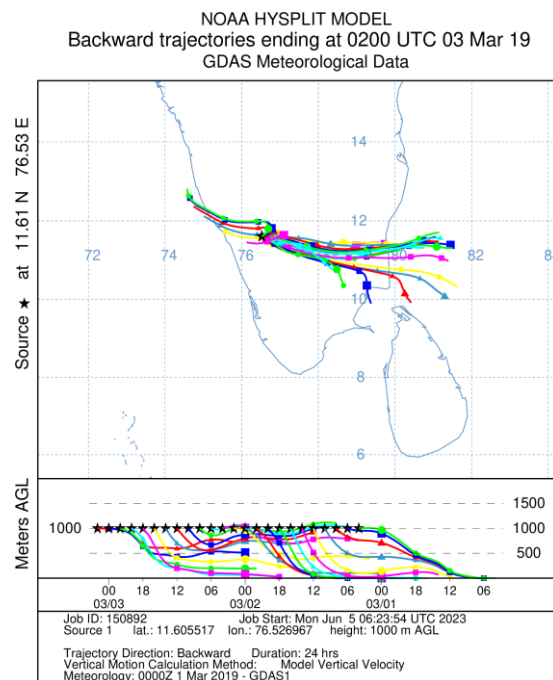 NOAA HYSPLIT MODEL
Backward trajectories ending at 0200 UTC 03 Mar 19
GDAS Meteorological Data
Source ★ at 11.61 N 76.53 E
14
12
72 74 76 80 82 84
10
8
6
Meters AGL
1500
1000 1000
500
00 18 12 06 00 18 12 06 00 18 12 06
03/03 03/02 03/01
Job ID: 150892 Job Start: Mon Jun 5 06:23:54 UTC 2023
Source 1 lat.: 11.605517 lon.: 76.526967 height: 1000 m AGL
Trajectory Direction: Backward Duration: 24 hrs
Vertical Motion Calculation Method: Model Vertical Velocity
Meteorology: 0000Z 1 Mar 2019 - GDAS1